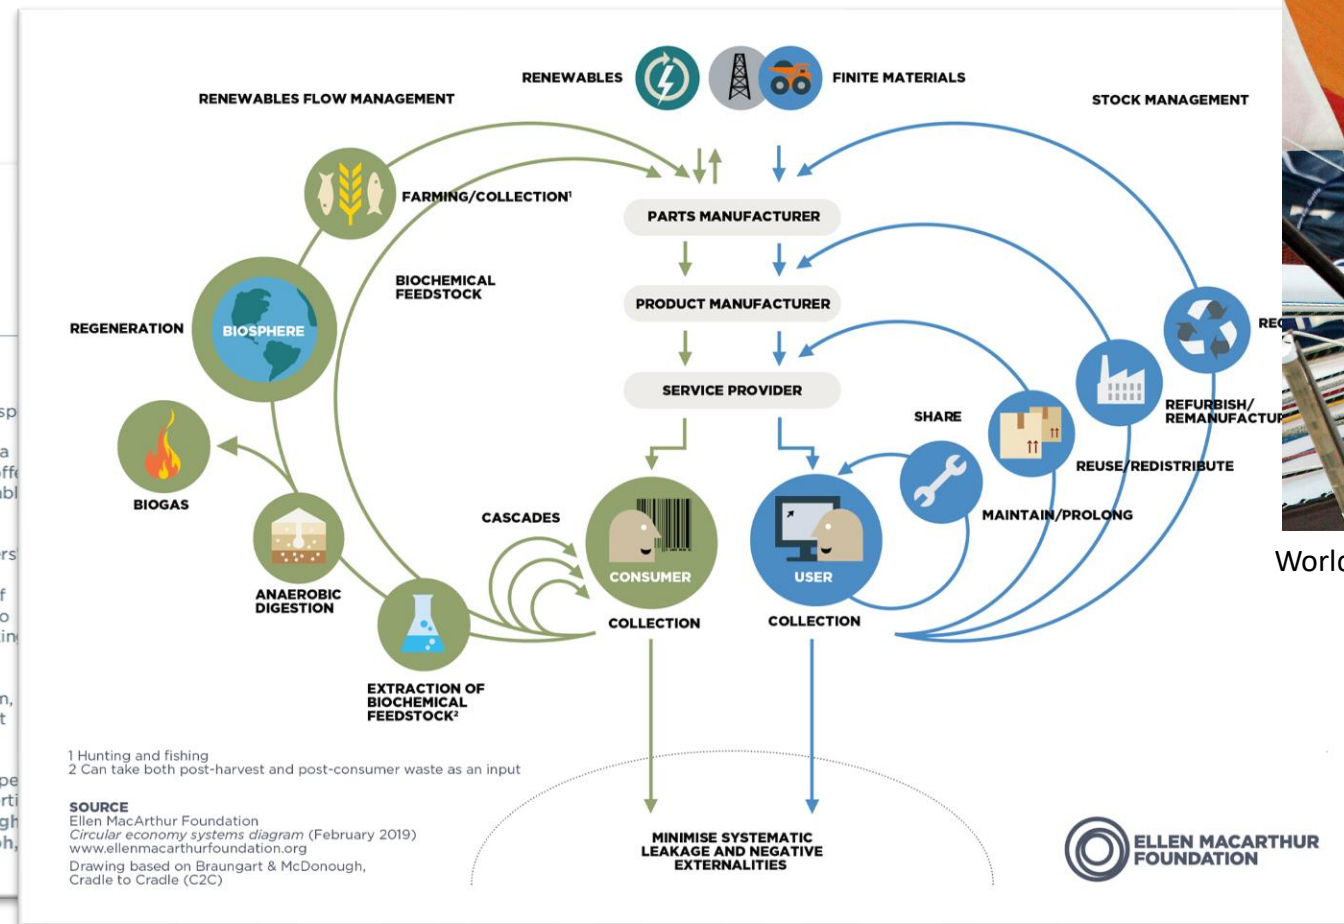 RENEWABLES
FINITE MATERIALS
RENEWABLES FLOW MANAGEMENT
STOCK MANAGEMENT
FARMING/COLLECTION¹
PARTS MANUFACTURER
BIOCHEMICAL
FEEDSTOCK
PRODUCT MANUFACTURER
REGENERATION
BIOSPHERE
SERVICE PROVIDER
REFURBISH/
REMANUFACTUR
SHARE
REUSE/REDISTRIBUTE
BIOGAS
CASCADES
MAINTAIN/PROLONG
CONSUMER
USER
ANAEROBIC
DIGESTION
COLLECTION
COLLECTION
EXTRACTION OF
BIOCHEMICAL
FEEDSTOCK²
1 Hunting and fishing
2 Can take both post-harvest and post-consumer waste as an input
SOURCE
Ellen MacArthur Foundation
Circular economy systems diagram (February 2019)
www.ellenmacarthurfoundation.org
Drawing based on Braungart & McDonough,
Cradle to Cradle (C2C)
MINIMISE SYSTEMATIC
LEAKAGE AND NEGATIVE
EXTERNALITIES
ELLEN MACARTHUR
FOUNDATION
World